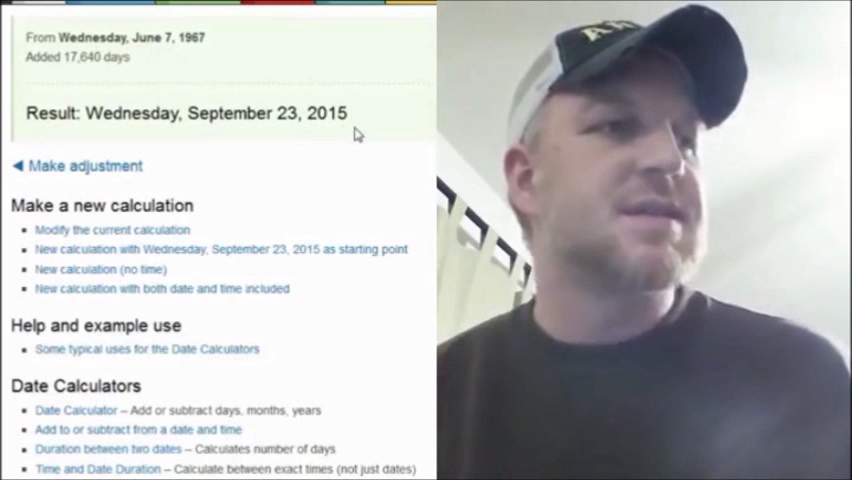 From Wednesday, June 7, 1967
Added 17,640 days
Result: Wednesday, September 23, 2015
Make adjustment
Make a new calculation
Modify the current calculation
New calculation with Wednesday, September 23, 2015 as starting point
New calculation (no time)
New calculation with both date and time included
Help and example use
Some typical uses for the Date Calculators
Date Calculators
Date Calculator – Add or subtract days, months, years
Add to or subtract from a date and time
Duration between two dates – Calculates number of days
Time and Date Duration – Calculate between exact times (not just dates)